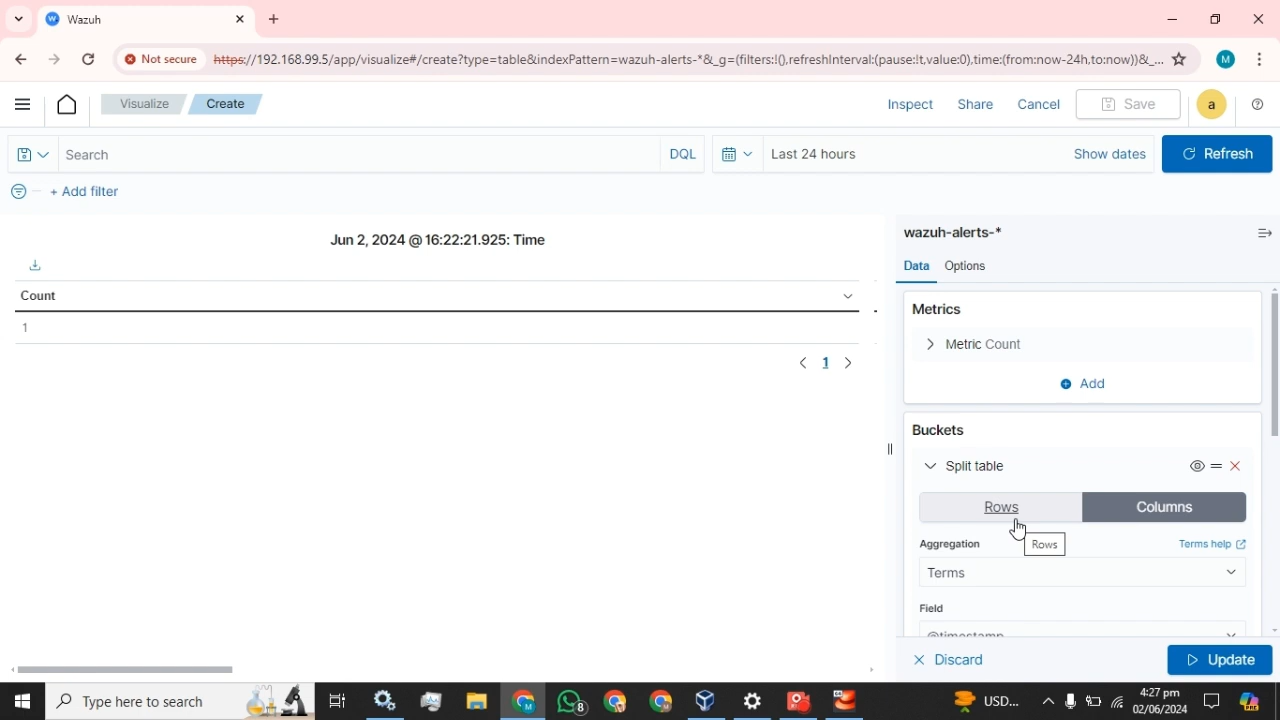 Wazuh
Not secure
https://192.168.99.5/app/visualize#/create?type=table&indexPattern=wazuh-alerts-*&_g=(filters:!(),refreshInterval:(pause:!t,value:0),time:(from:now-24h,to:now))&_...
M
Visualize
Create
Inspect
Share
Cancel
Save
a
Search
DQL
Last 24 hours
Show dates
Refresh
+ Add filter
Jun 2, 2024 @ 16:22:21.925: Time
Count
1
1
wazuh-alerts-*
Data
Options
Metrics
Metric Count
Add
Buckets
Split table
Rows
Columns
Rows
Aggregation
Terms help
Terms
Field
@timestamp
Discard
Update
Type here to search
8
USD...
4:27 pm
02/06/2024